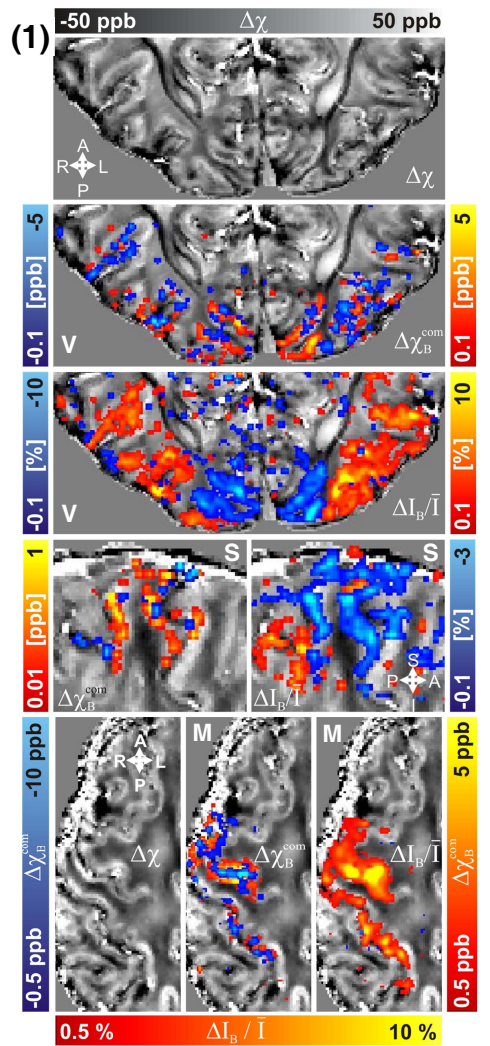 (1)
-50 ppb Δχ 50 ppb
A
R L
P
Δχ
-0.1 [ppb] -5
V
Δχ_B^com
0.1 [ppb] 5
-0.1 [%] -10
V
ΔI_B/Ī
0.1 [%] 10
0.01 [ppb] 1
S
Δχ_B^com
S
ΔI_B/Ī
S
P A
-0.1 [%] -3
-0.5 ppb Δχ_B^com -10 ppb
A
R L
P
Δχ
M
Δχ_B^com
M
ΔI_B/Ī
0.5 ppb Δχ_B^com 5 ppb
0.5 % ΔI_B / Ī 10 %